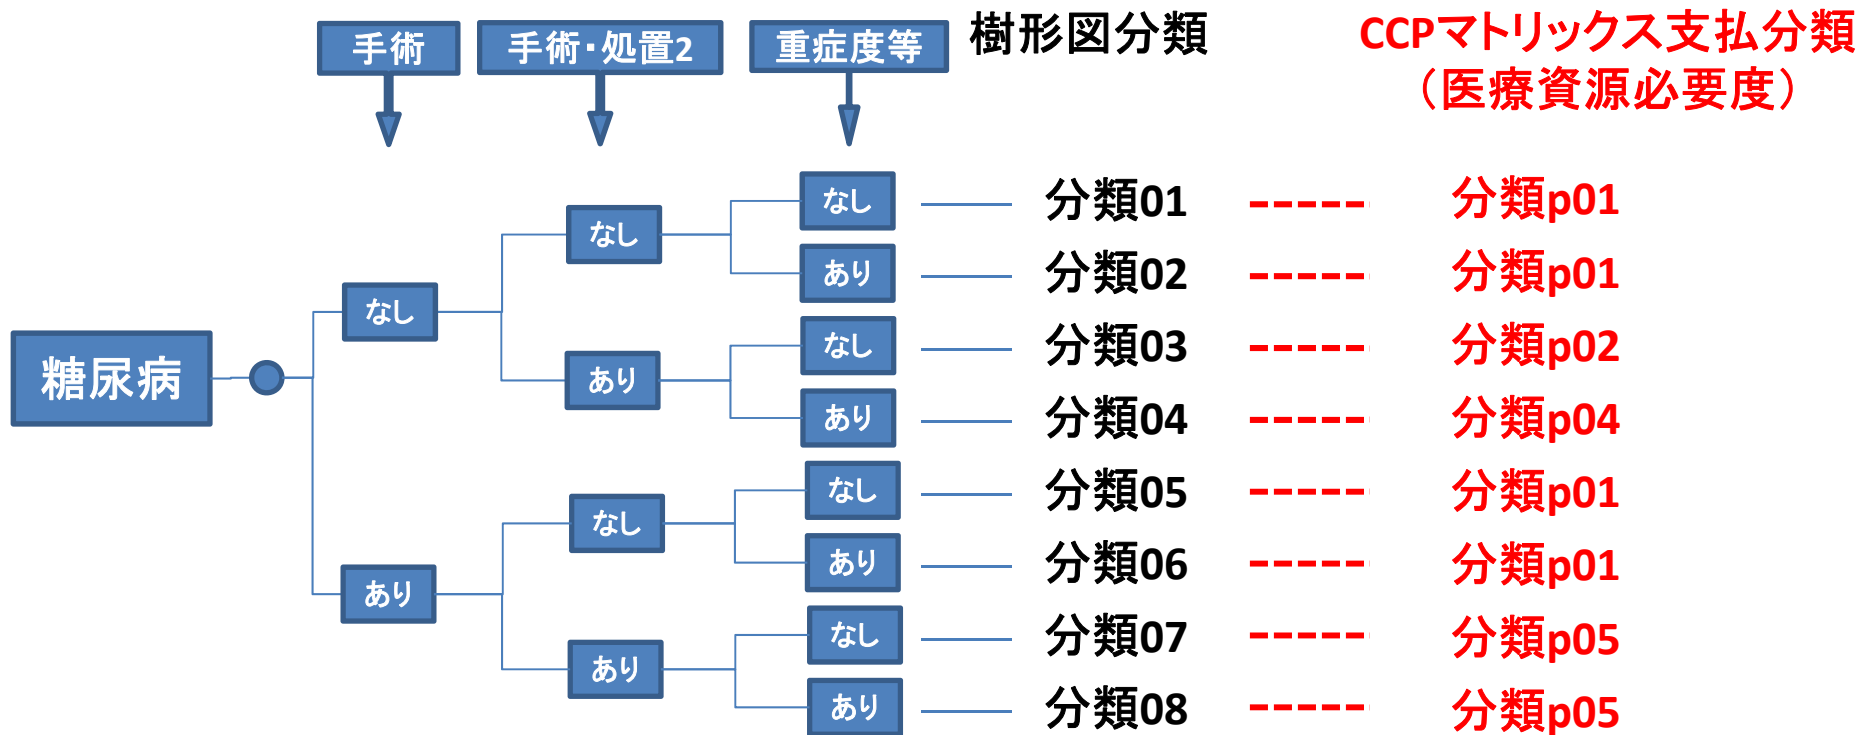 手術
手術・処置2
重症度等
樹形図分類
CCPマトリックス支払分類
（医療資源必要度）
なし
分類01
分類p01
なし
あり
分類02
分類p01
なし
なし
分類03
分類p02
糖尿病
あり
あり
分類04
分類p04
なし
分類05
分類p01
なし
あり
分類06
分類p01
あり
なし
分類07
分類p05
あり
あり
分類08
分類p05